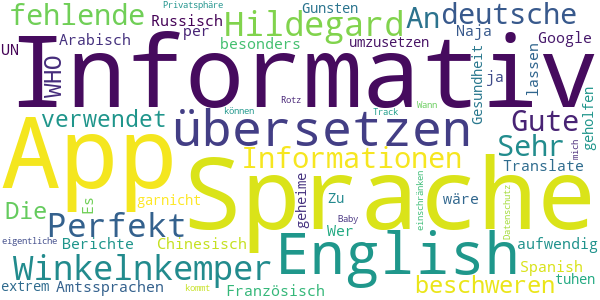 Privatsphäre
fehlende
Russisch
Gunsten
An
deutsche
Hildegard
UN
Arabisch
per
besonders
umzusetzen
Naja
Google
WHO
Informativ
ja
Gesundheit
lassen
geholfen
verwendet
Rotz
können
Track
Wann
mich
App
übersetzen
Gute
Sehr
Informationen
Translate
Sprache
Die
Es
garnicht
geheime
Zu
einschränken
wäre
Datenschutz
Perfekt
Baby
Wer
eigentliche
Berichte
Chinesisch
English
aufwendig
Winkelnkemper
Spanish
beschweren
tuhen
extrem
Amtssprachen
kommt
Französisch